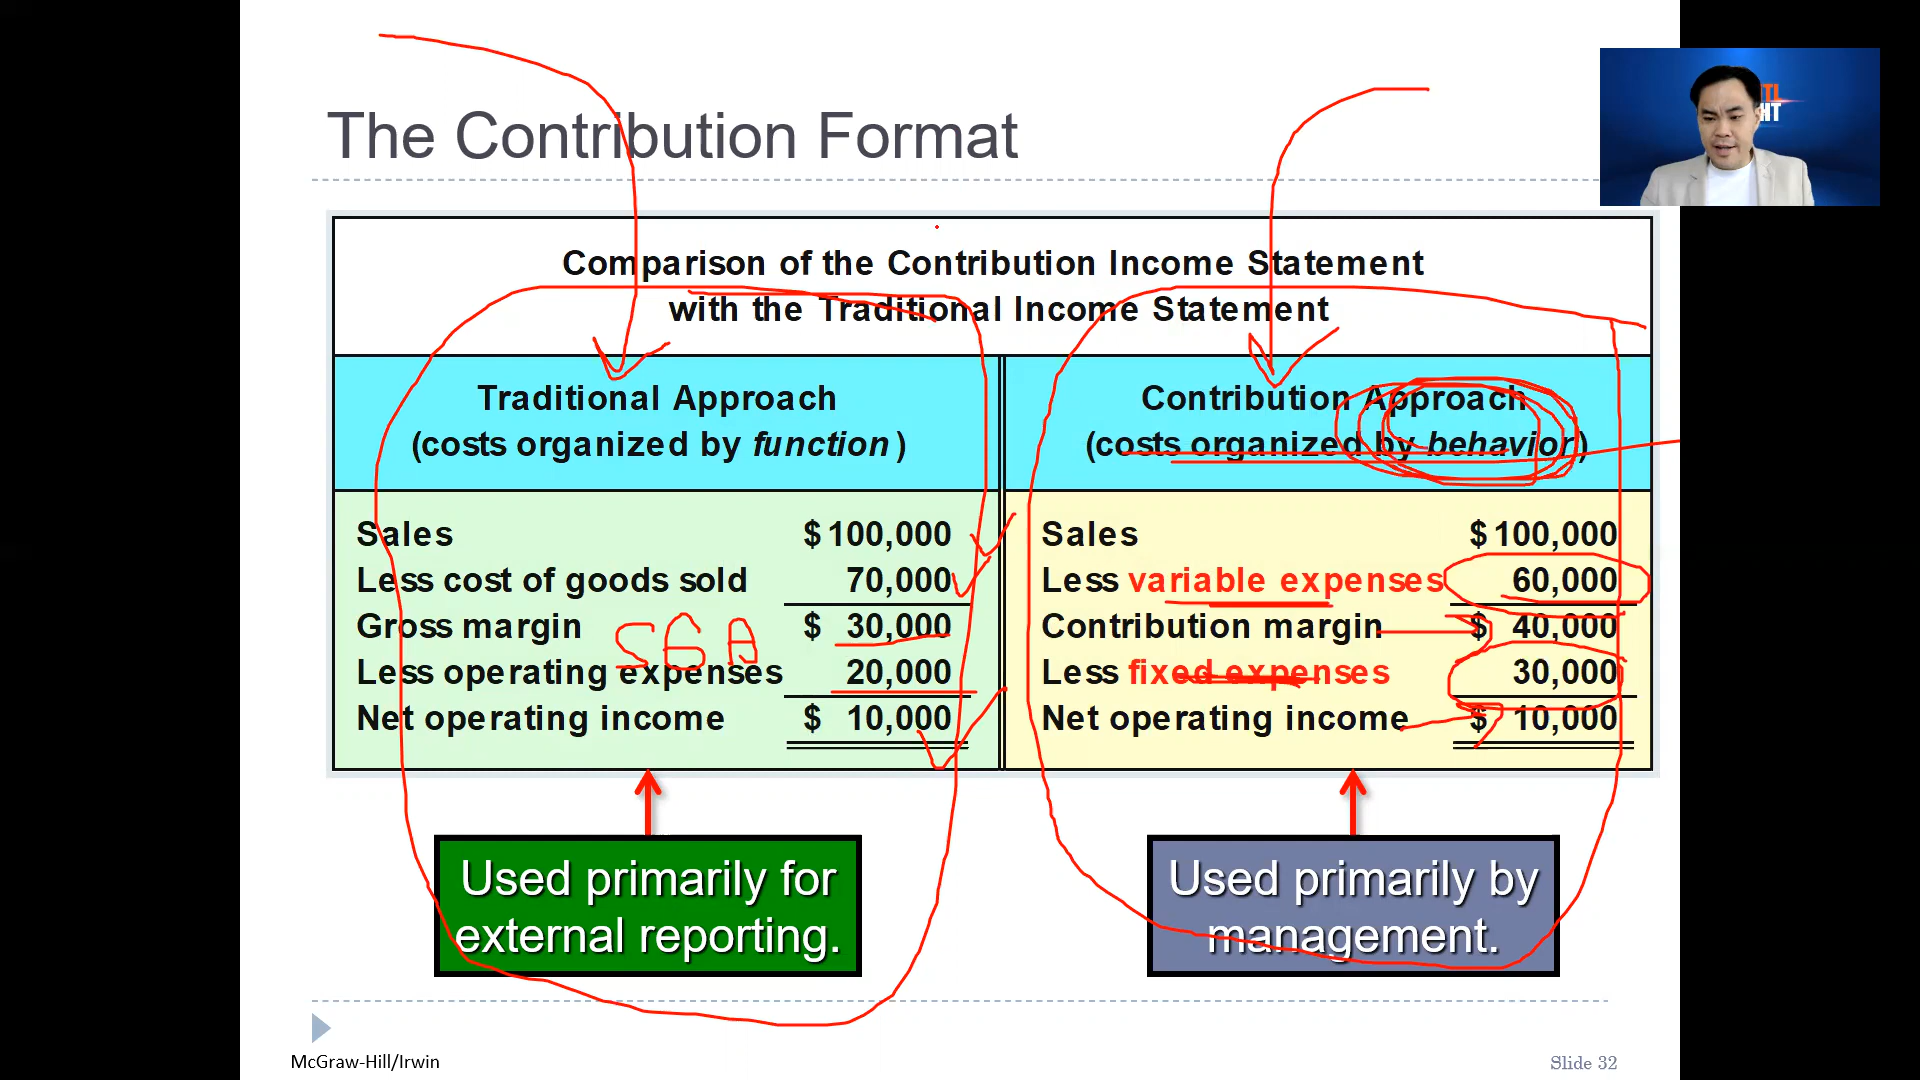 The Contribution Format
Comparison of the Contribution Income Statement
with the Traditional Income Statement
Traditional Approach
(costs organized by function)
Contribution Approach
(costs organized by behavior)
Sales $ 100,000
Less cost of goods sold 70,000
Gross margin $ 30,000
SGA
Less operating expenses 20,000
Net operating income $ 10,000
Sales $ 100,000
Less variable expenses 60,000
Contribution margin $ 40,000
Less fixed expenses 30,000
Net operating income $ 10,000
Used primarily for
external reporting.
Used primarily by
management.
McGraw-Hill/Irwin
Slide 32